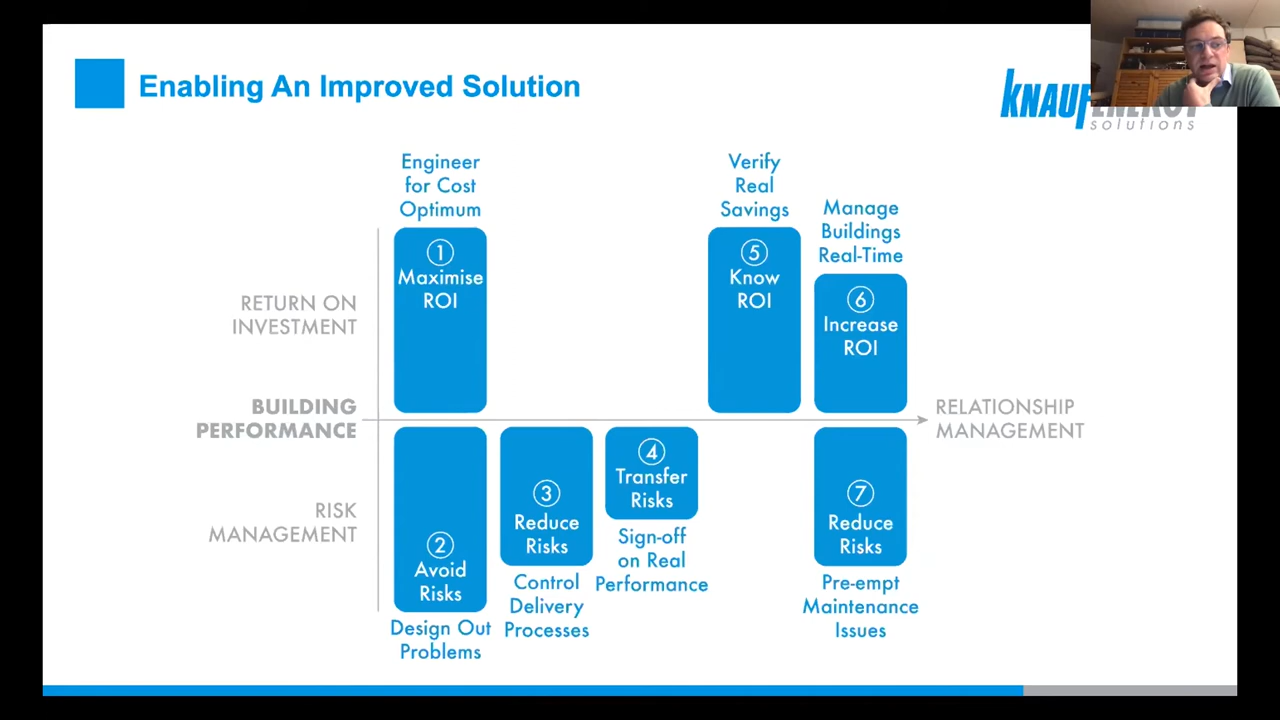 Enabling An Improved Solution
KNAUF ENERGY
solutions
Engineer
for Cost
Optimum
Verify
Real
Savings
Manage
Buildings
Real-Time
1
Maximise
ROI
5
Know
ROI
6
Increase
ROI
RETURN ON
INVESTMENT
BUILDING
PERFORMANCE
RELATIONSHIP
MANAGEMENT
RISK
MANAGEMENT
2
Avoid
Risks
3
Reduce
Risks
4
Transfer
Risks
7
Reduce
Risks
Design Out
Problems
Control
Delivery
Processes
Sign-off
on Real
Performance
Pre-empt
Maintenance
Issues